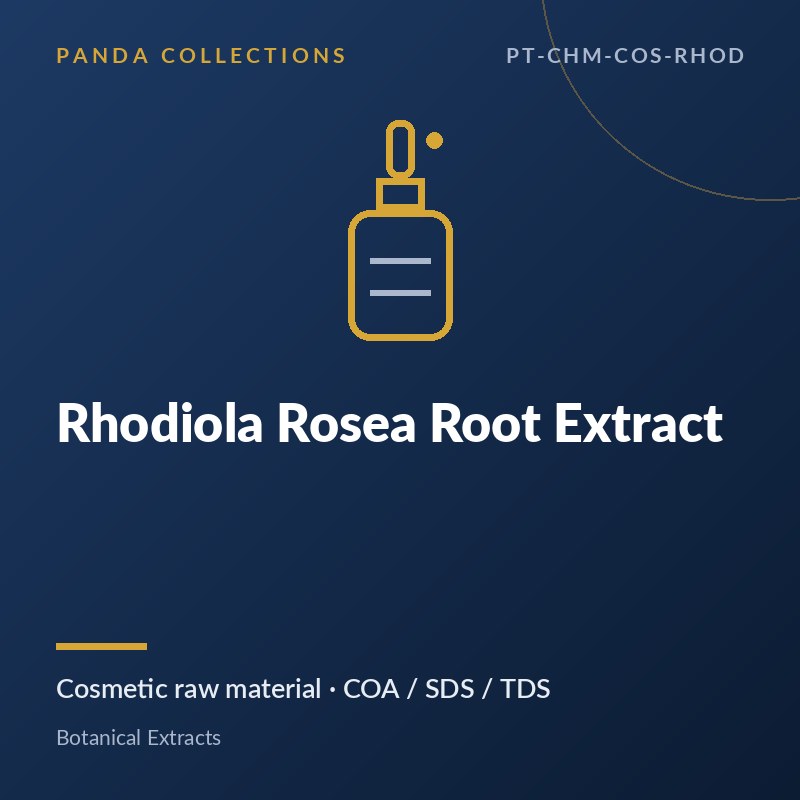 PANDA COLLECTIONS
PT-CHM-COS-RHOD
Rhodiola Rosea Root Extract
Cosmetic raw material · COA / SDS / TDS
Botanical Extracts